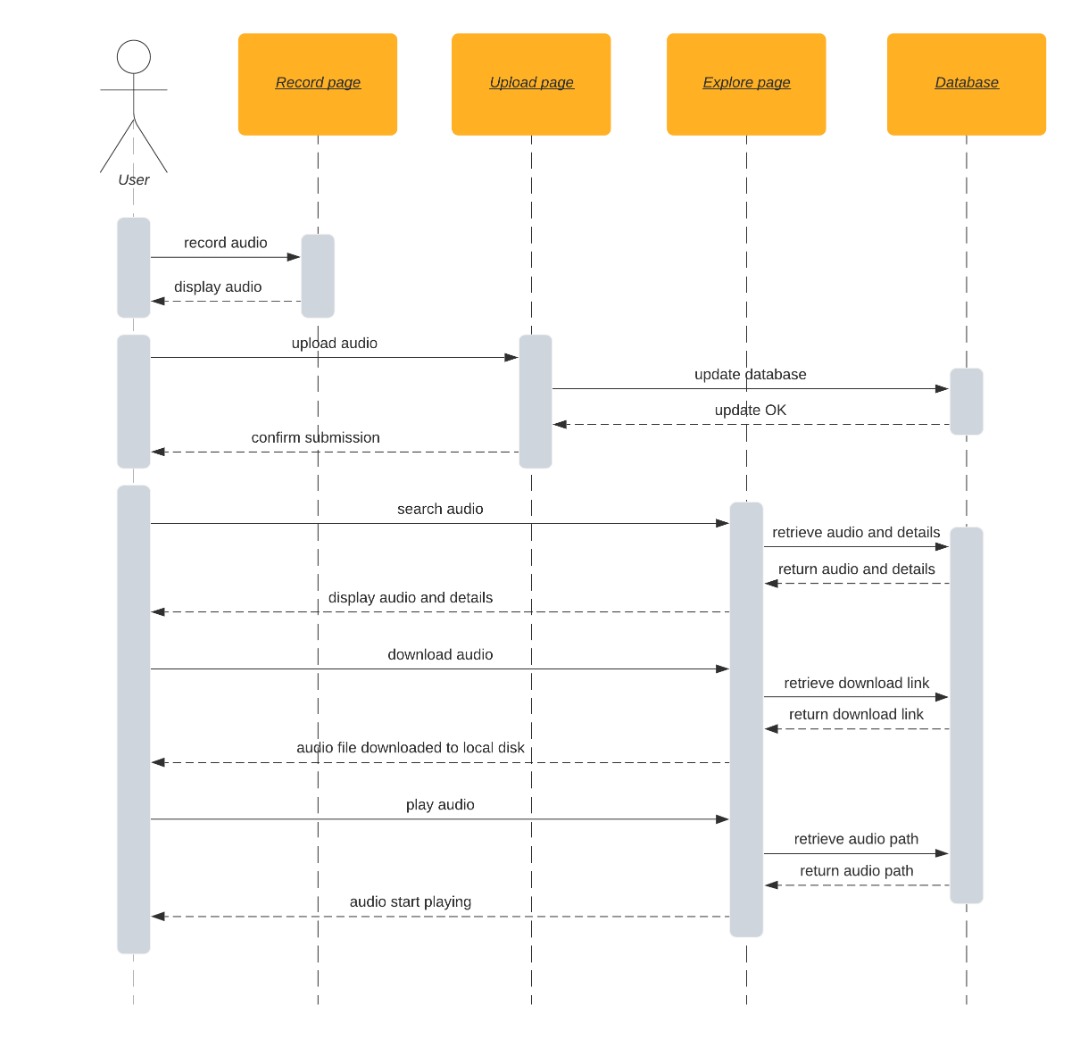 Record page
Upload page
Explore page
Database
User
record audio
display audio
upload audio
update database
update OK
confirm submission
search audio
retrieve audio and details
return audio and details
display audio and details
download audio
retrieve download link
return download link
audio file downloaded to local disk
play audio
retrieve audio path
return audio path
audio start playing